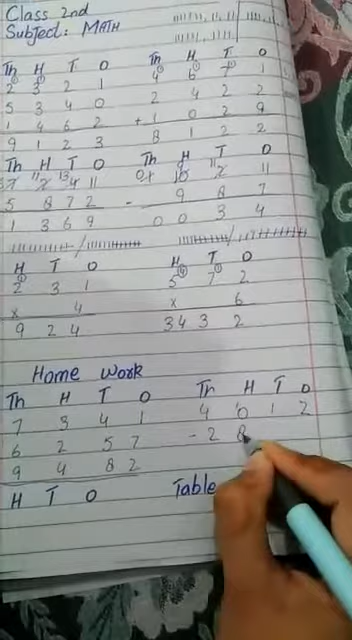 Class 2nd
Subject: MATH
Th H T O Th H T O
2 3 2 1 4 6 7 1
5 3 4 0 2 4 2 2
1 4 6 2 + 1 0 2 9
9 1 2 3 8 1 2 2
Th H T O Th H T O
5 8 7 2 - 9 8 7
1 3 6 9 0 0 3 4
H T O H T O
2 3 1 5 7 2
× 4 × 6
9 2 4 34 3 2
Home Work
Th H T O Th H T O
7 3 4 1 4 0 1 2
6 2 5 7 - 2 8
9 4 8 2
H T O Table